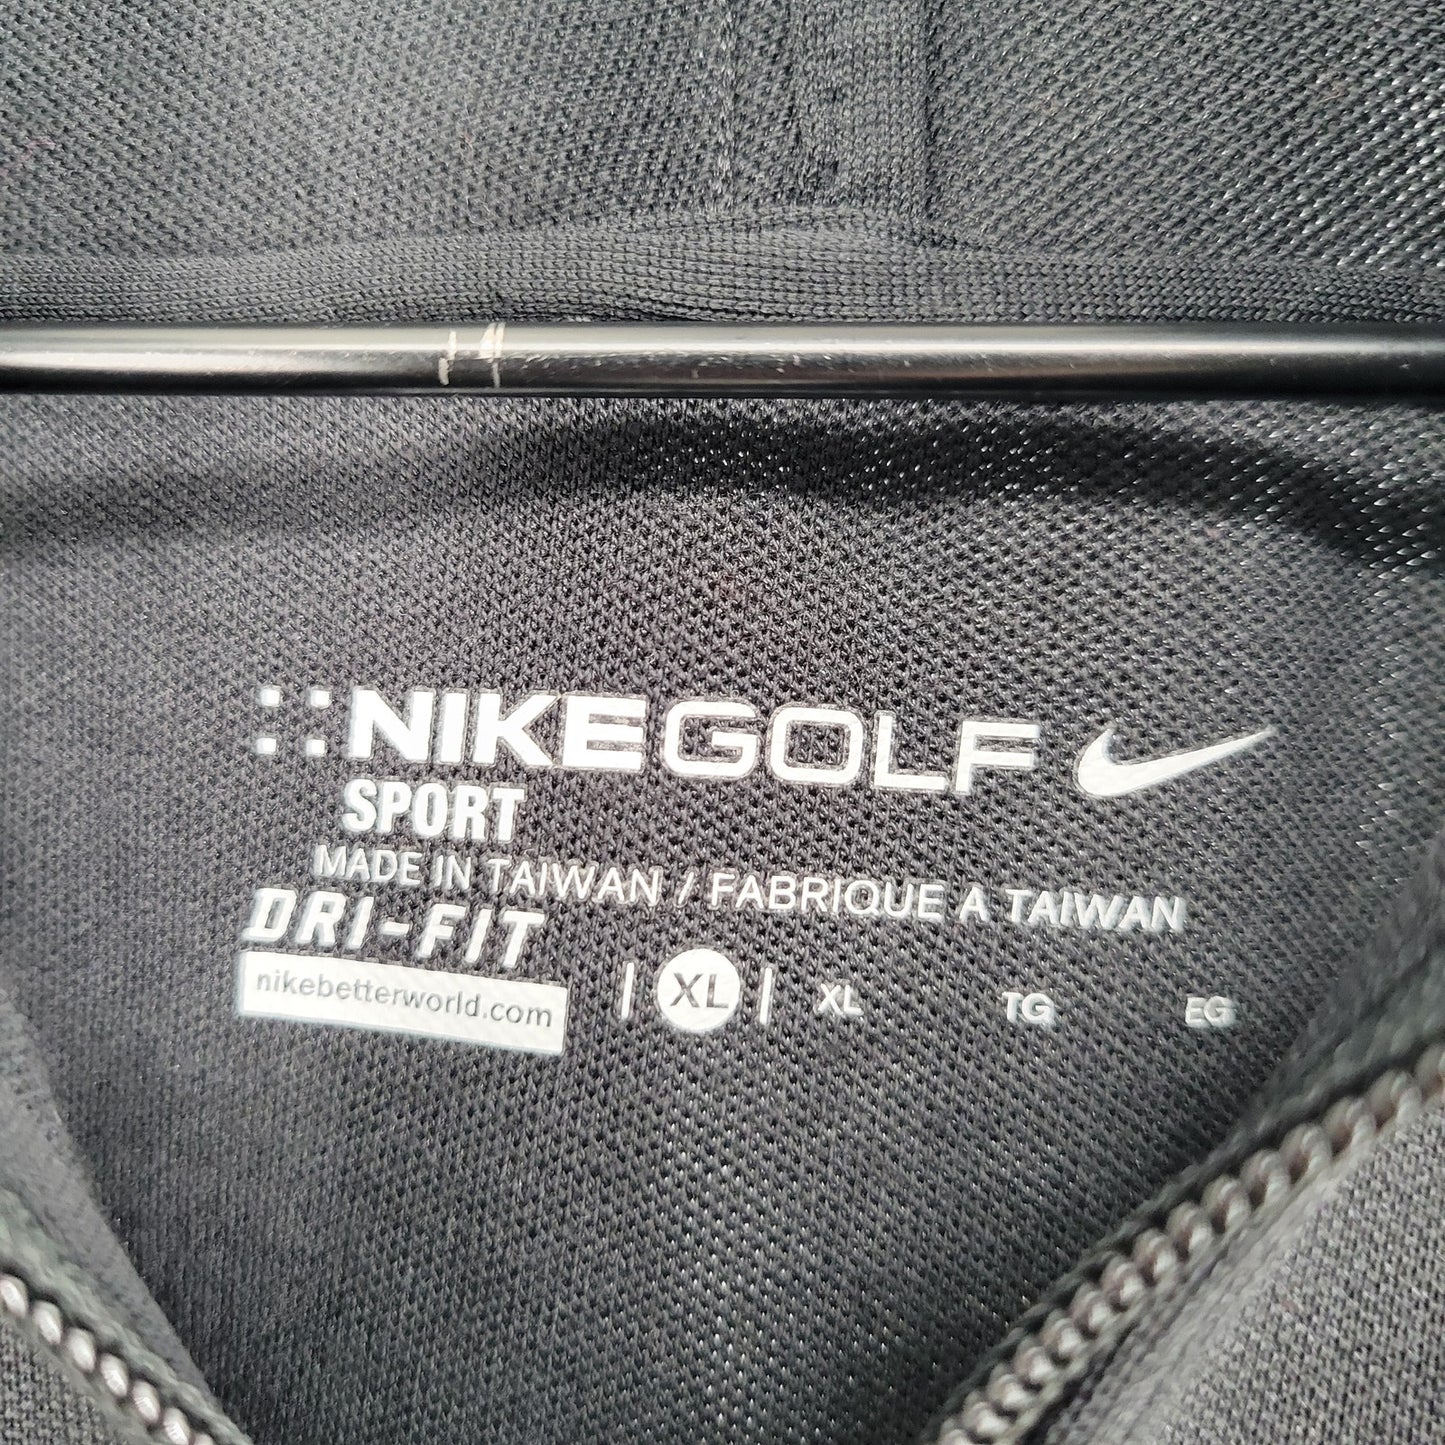 NIKEGOLF
SPORT
MADE IN TAIWAN / FABRIQUE A TAIWAN
DRI-FIT
nikebetterworld.com
| XL | XL TG EG